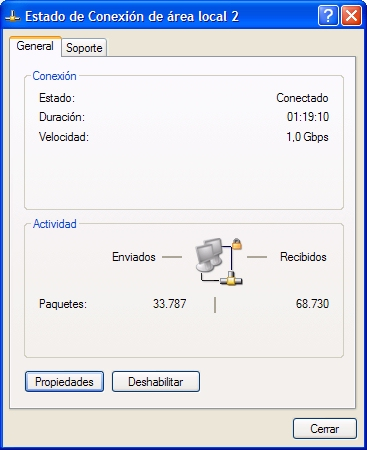 Estado de Conexión de área local 2
General Soporte
Conexión
Estado: Conectado
Duración: 01:19:10
Velocidad: 1,0 Gbps
Actividad
Enviados Recibidos
Paquetes: 33.787 68.730
Propiedades Deshabilitar
Cerrar